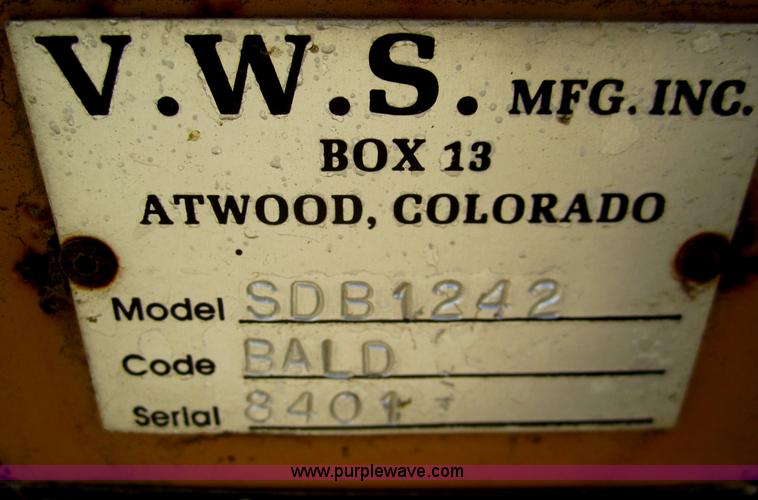 V.W.S. MFG. INC.
BOX 13
ATWOOD, COLORADO
Model SDB1242
Code BALD
Serial 8401
www.purplewave.com